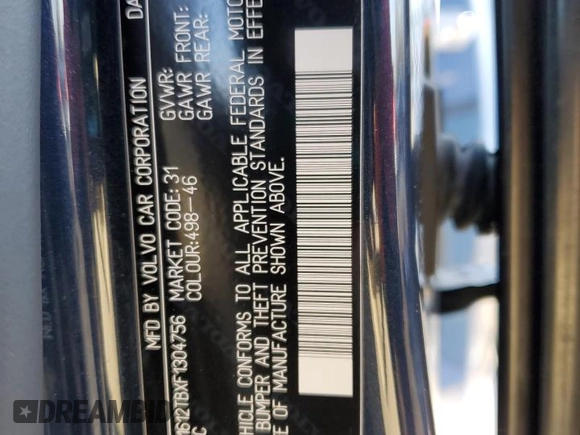 MFD BY VOLVO CAR CORPORATION DA
GVWR:
MARKET CODE: 31 GAWR FRONT:
COLOUR:498-46 GAWR REAR:
612TBXF1304756
C
HICLE CONFORMS TO ALL APPLICABLE FEDERAL MOTO
BUMPER AND THEFT PREVENTION STANDARDS IN EFFE
E OF MANUFACTURE SHOWN ABOVE.
DREAMBID